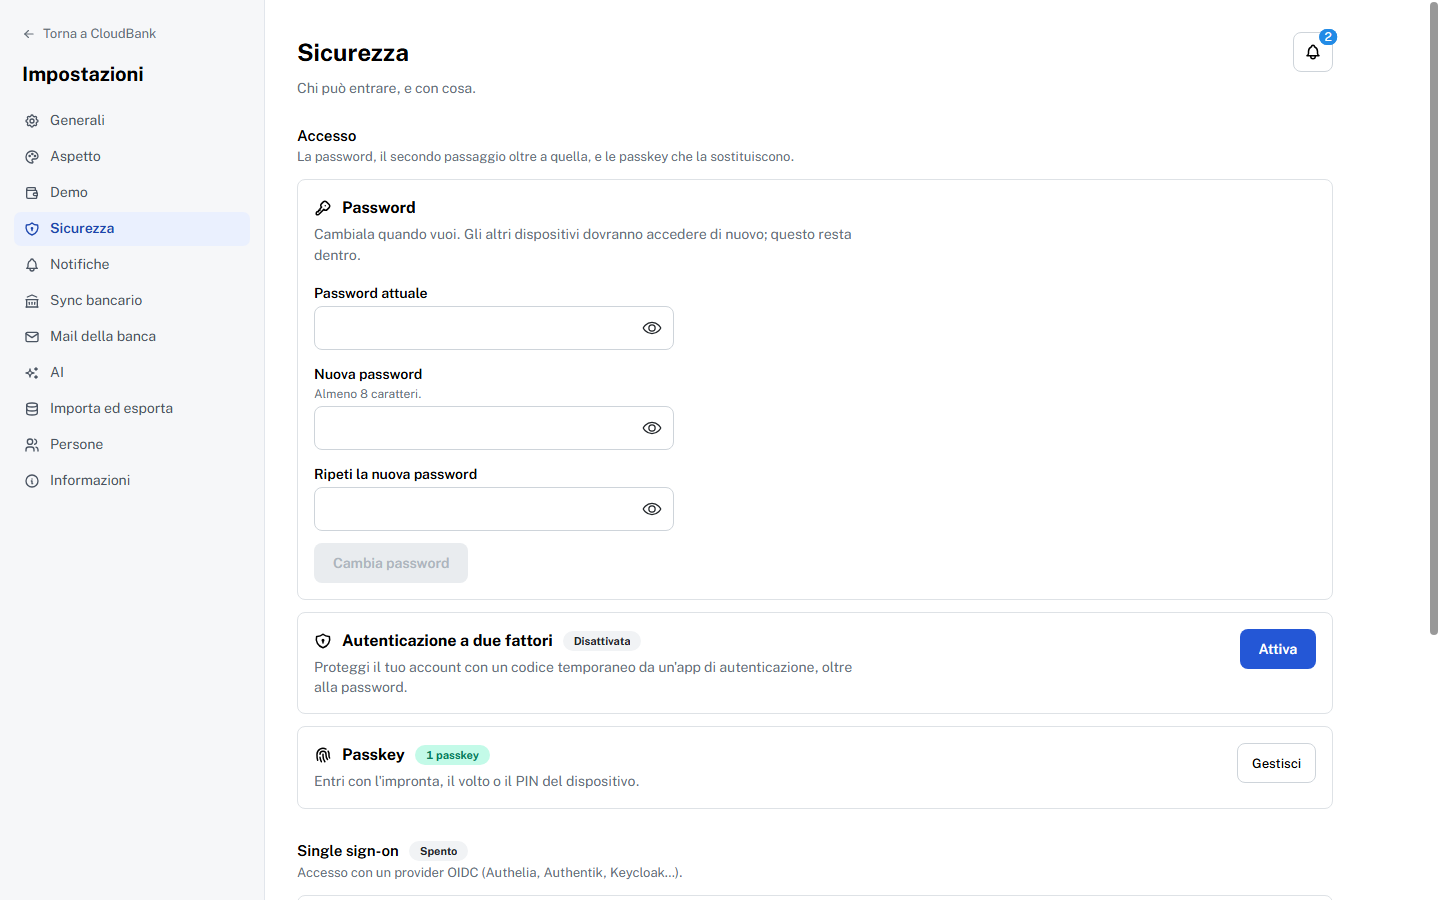 Torna a CloudBank
Impostazioni
Generali
Aspetto
Demo
Sicurezza
Notifiche
Sync bancario
Mail della banca
AI
Importa ed esporta
Persone
Informazioni
Sicurezza
2
Chi può entrare, e con cosa.
Accesso
La password, il secondo passaggio oltre a quella, e le passkey che la sostituiscono.
Password
Cambiala quando vuoi. Gli altri dispositivi dovranno accedere di nuovo; questo resta
dentro.
Password attuale
Nuova password
Almeno 8 caratteri.
Ripeti la nuova password
Cambia password
Autenticazione a due fattori Disattivata
Attiva
Proteggi il tuo account con un codice temporaneo da un'app di autenticazione, oltre
alla password.
Passkey 1 passkey
Gestisci
Entri con l'impronta, il volto o il PIN del dispositivo.
Single sign-on Spento
Accesso con un provider OIDC (Authelia, Authentik, Keycloak…).